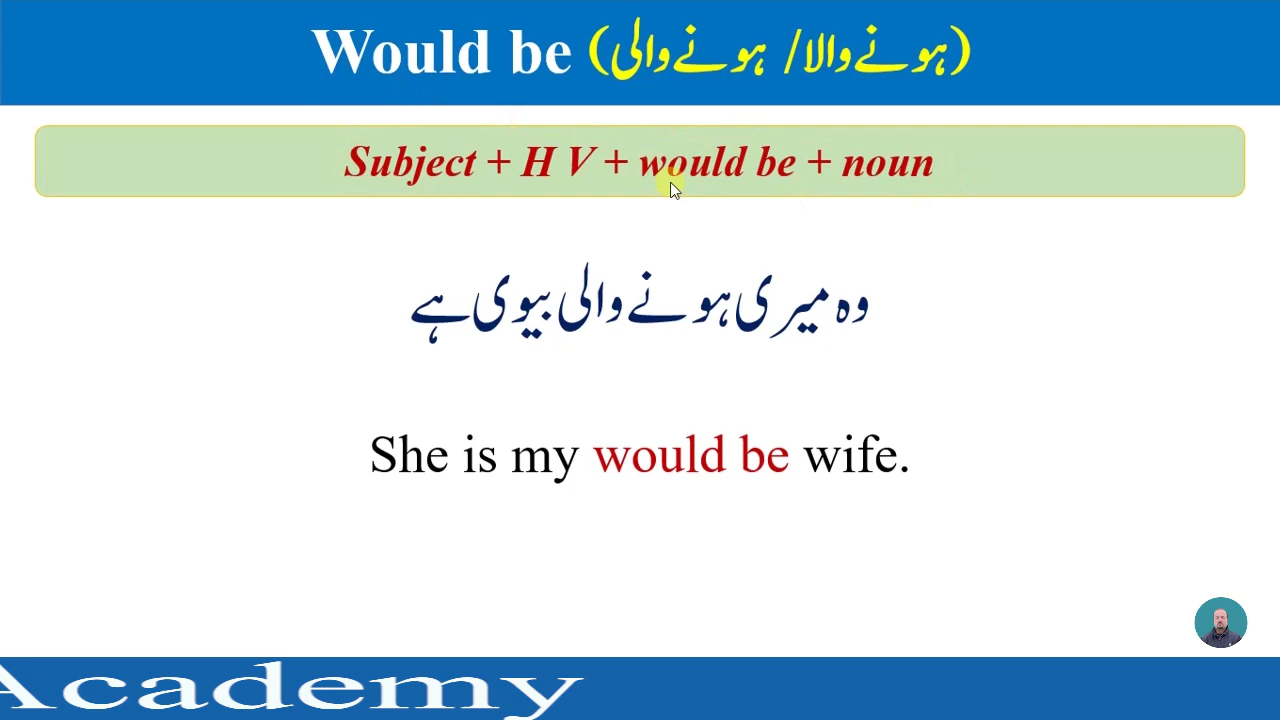 Would be (ہونے والا / ہونے والی)
Subject + H V + would be + noun
وہ میری ہونے والی بیوی ہے
She is my would be wife.
Academy